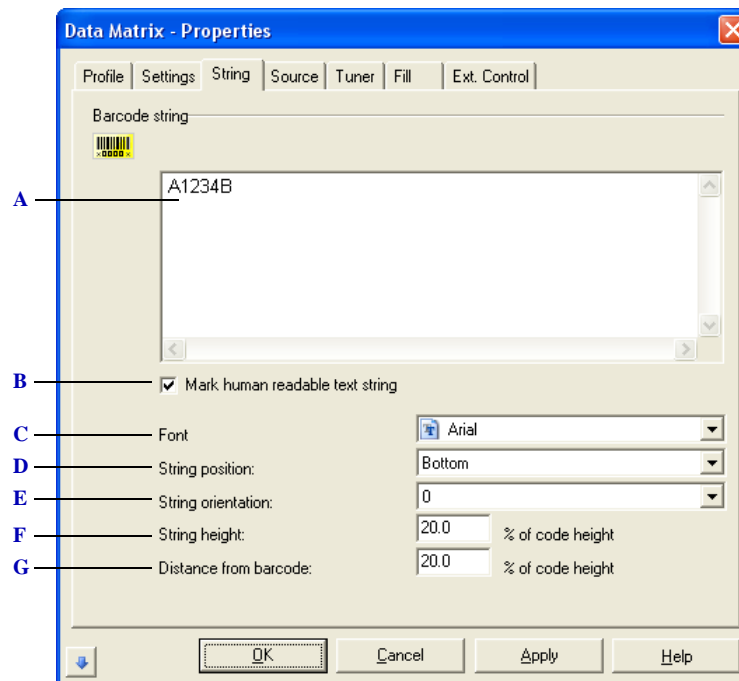 Data Matrix - Properties
Profile Settings String Source Tuner Fill Ext. Control
Barcode string
A A1234B
B Mark human readable text string
C Font Arial
D String position: Bottom
E String orientation: 0
F String height: 20.0 % of code height
G Distance from barcode: 20.0 % of code height
OK Cancel Apply Help